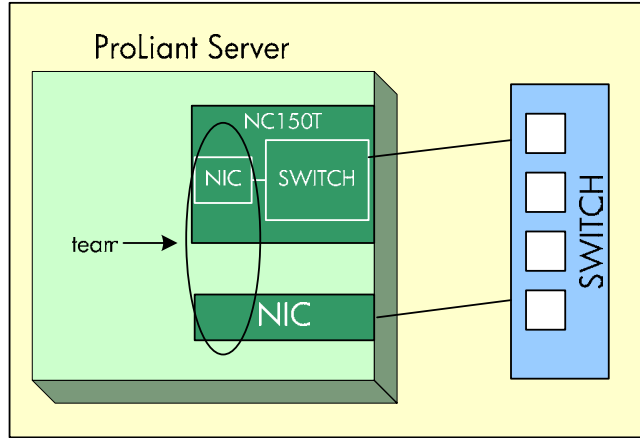 ProLiant Server
NC150T
NIC
SWITCH
team
NIC
SWITCH